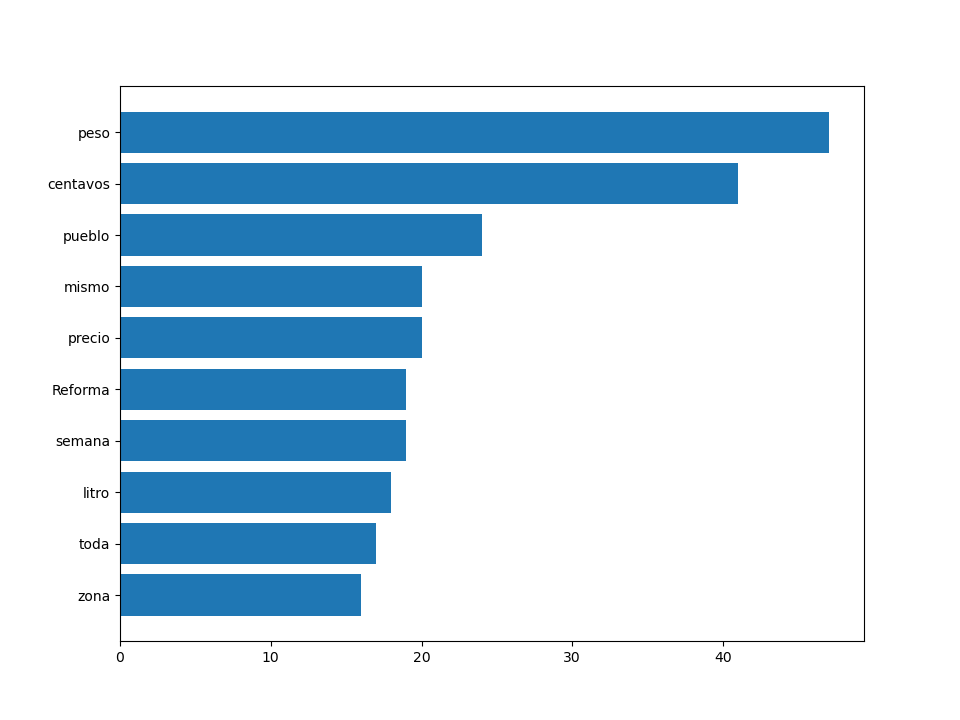 peso
centavos
pueblo
mismo
precio
Reforma
semana
litro
toda
zona
0 10 20 30 40